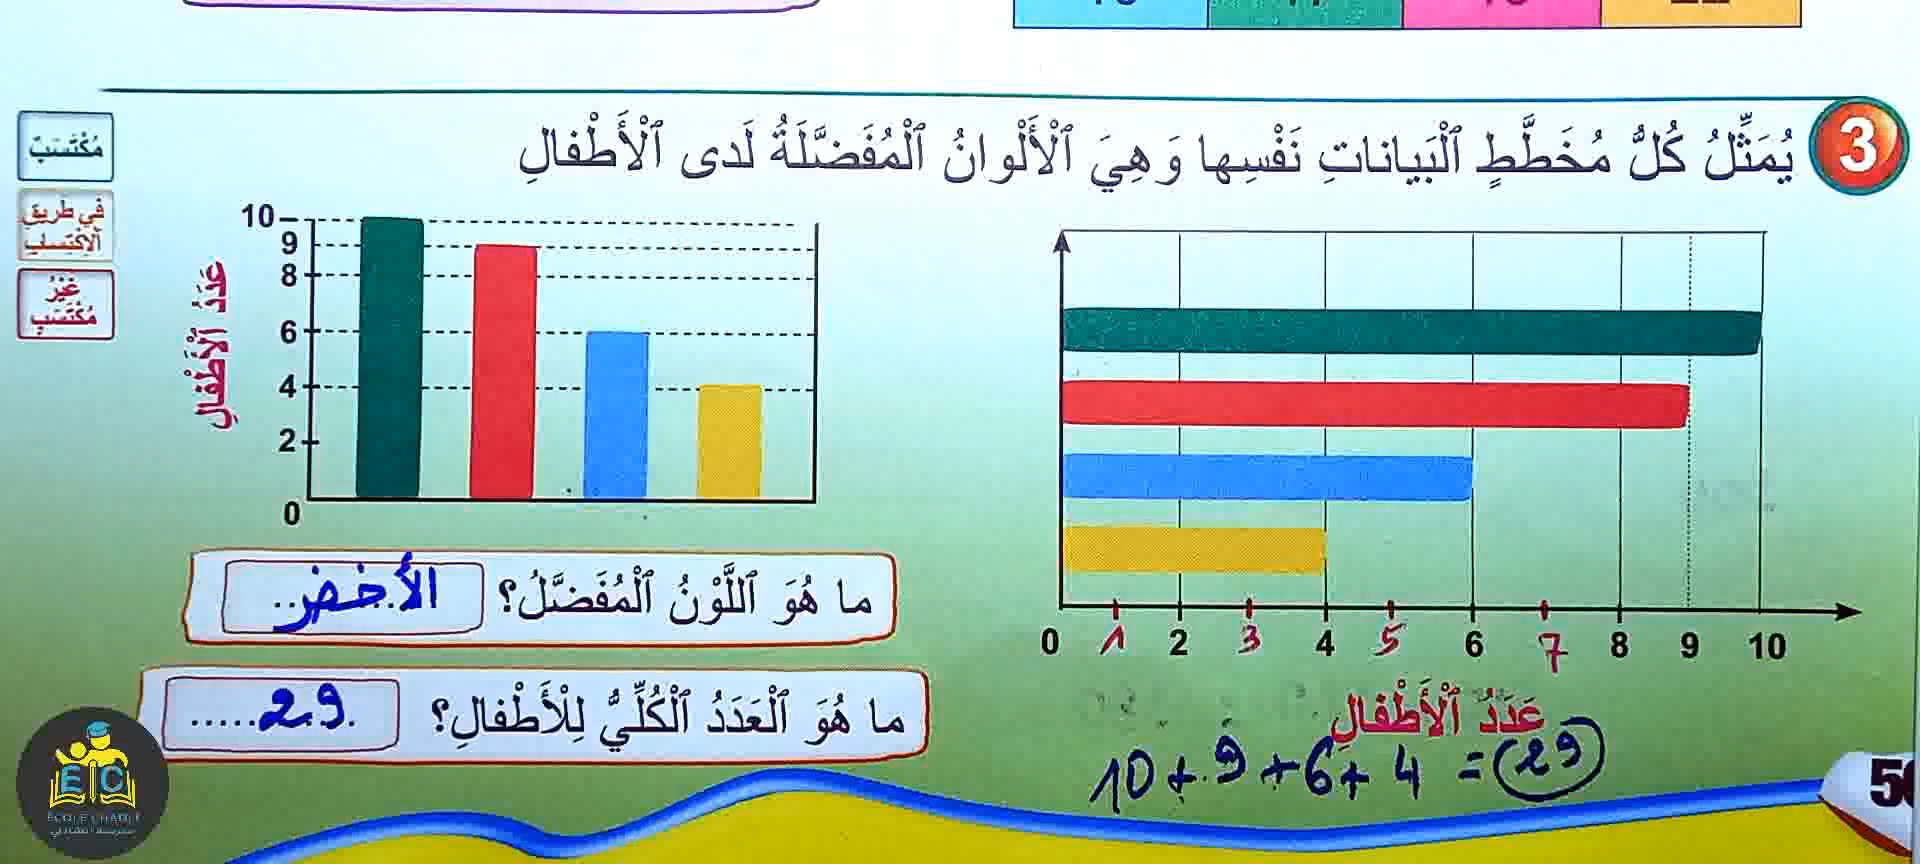 3 يُمَثِّلُ كُلُّ مُخَطَّطٍ ٱلْبَياناتِ نَفْسِها وَ هِيَ ٱلْأَلْوانُ ٱلْمُفَضَّلَةُ لَدى ٱلْأَطْفالِ
مُكْتَسَبٌ
في طَريقِ
ٱلِاكْتِسابِ
غَيْرُ
مُكْتَسَبٍ
عَدَدُ ٱلْأَطْفالِ
10
9
8
6
4
2
0
0 1 2 3 4 5 6 7 8 9 10
عَدَدُ ٱلْأَطْفالِ
10 + 9 + 6 + 4 = 29
ما هُوَ ٱللَّوْنُ ٱلْمُفَضَّلُ؟ الأخضر
ما هُوَ ٱلْعَدَدُ ٱلْكُلِّيُّ لِلْأَطْفالِ؟ 29
EC